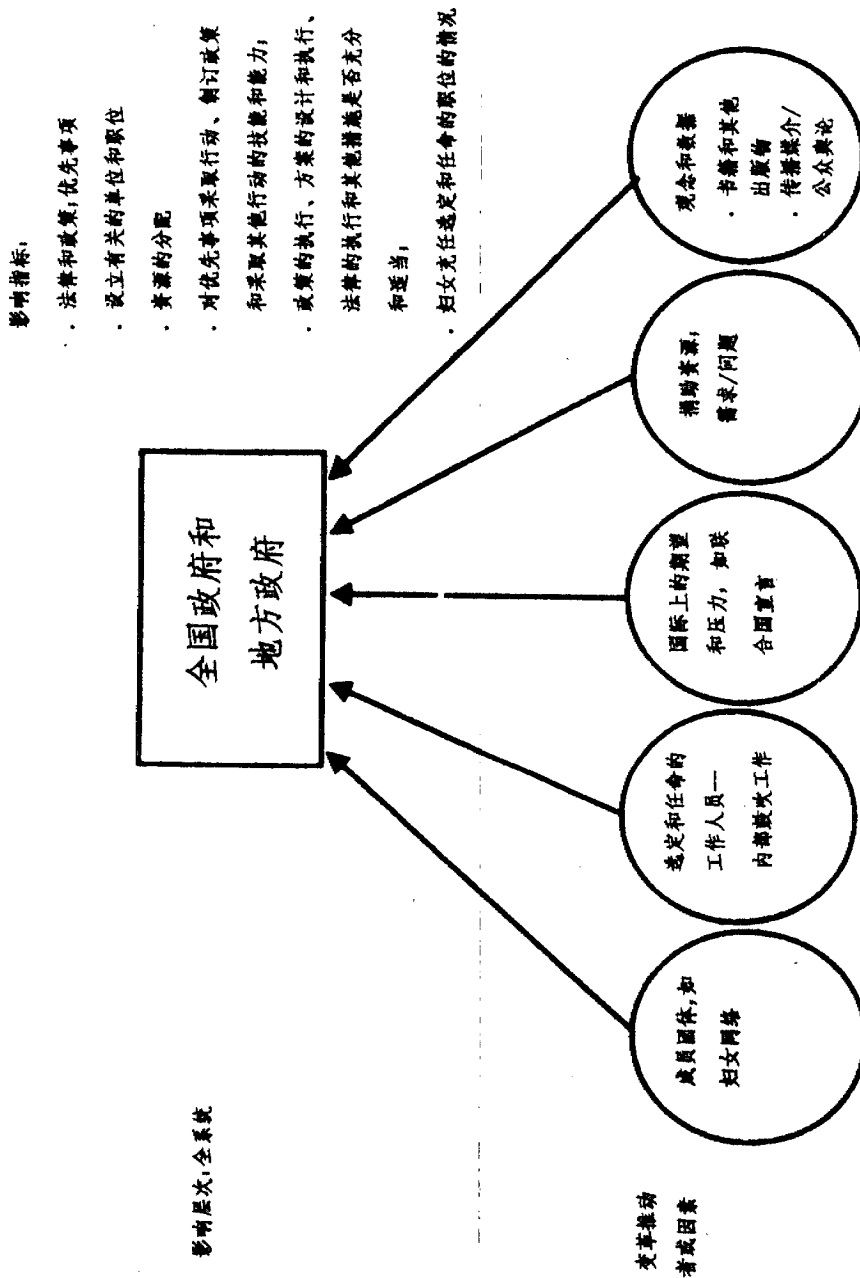 影响指标：
· 法律和政策；优先事项
· 设立有关的单位和职位
· 资源的分配
· 对优先事项采取行动、制订政策
和采取其他行动的技能和能力；
· 政策的执行、方案的设计和执行、
法律的执行和其他措施是否充分
和适当；
· 妇女充任选定和任命的职位的情况
影响层次：全系统
全国政府和
地方政府
变革推动
者或因素
成员团体，如
妇女网络
选定和任命的
工作人员——
内部鼓吹工作
国际上的期望
和压力，如联
合国宣言
捐助资源；
需求/问题
观念和数据
· 书籍和其他
出版物
· 传播媒介/
公众舆论